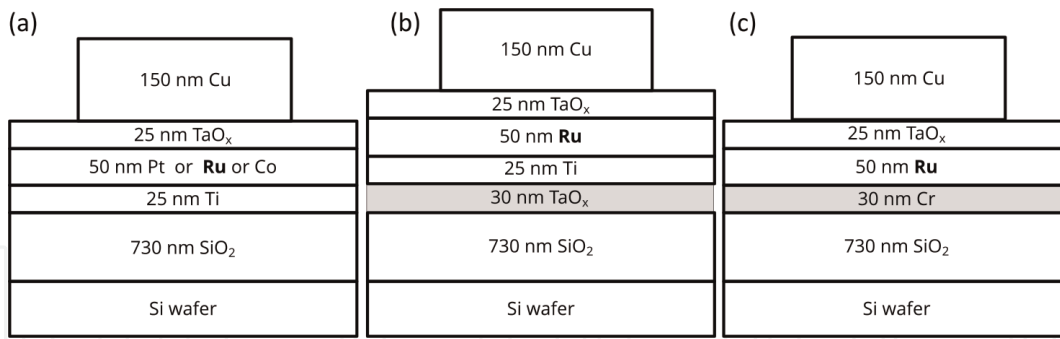 (a)
150 nm Cu
25 nm TaOₓ
50 nm Pt or Ru or Co
25 nm Ti
730 nm SiO₂
Si wafer
(b)
150 nm Cu
25 nm TaOₓ
50 nm Ru
25 nm Ti
30 nm TaOₓ
730 nm SiO₂
Si wafer
(c)
150 nm Cu
25 nm TaOₓ
50 nm Ru
30 nm Cr
730 nm SiO₂
Si wafer